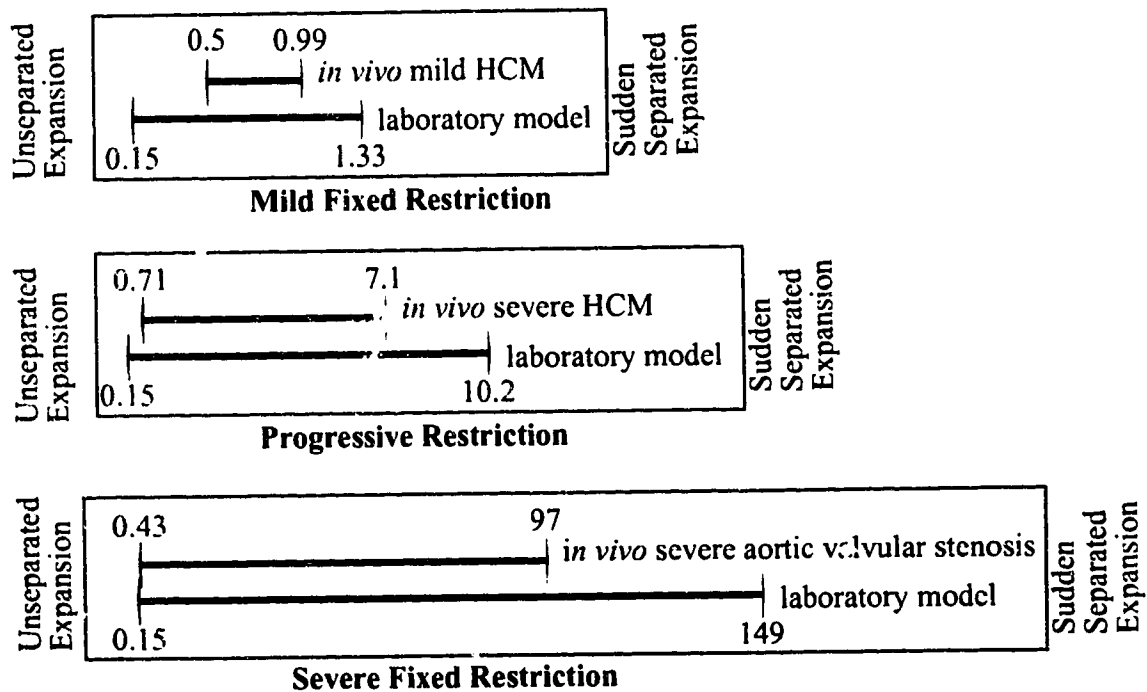 Unseparated
Expansion
0.5 0.99
in vivo mild HCM
laboratory model
0.15 1.33
Sudden
Separated
Expansion
Mild Fixed Restriction
Unseparated
Expansion
0.71 7.1
in vivo severe HCM
laboratory model
0.15 10.2
Sudden
Separated
Expansion
Progressive Restriction
Unseparated
Expansion
0.43 97
in vivo severe aortic valvular stenosis
laboratory model
0.15 149
Sudden
Separated
Expansion
Severe Fixed Restriction